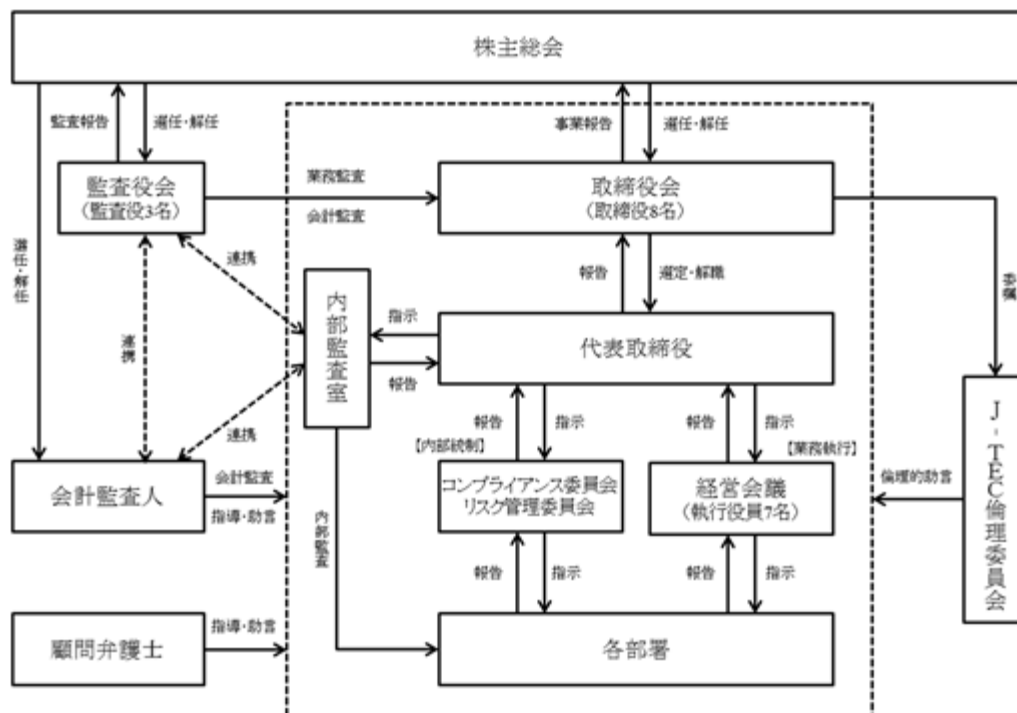 株主総会
監査報告
選任・解任
事業報告
選任・解任
監査役会
(監査役3名)
業務監査
会計監査
取締役会
(取締役8名)
選任・解任
連携
報告
選定・解職
委嘱
連携
内部監査室
指示
報告
代表取締役
連携
報告
指示
報告
指示
【内部統制】
【業務執行】
J-TEC倫理委員会
会計監査人
会計監査
指導・助言
コンプライアンス委員会
リスク管理委員会
経営会議
(執行役員7名)
倫理的助言
内部監査
報告
指示
報告
指示
顧問弁護士
指導・助言
各部署